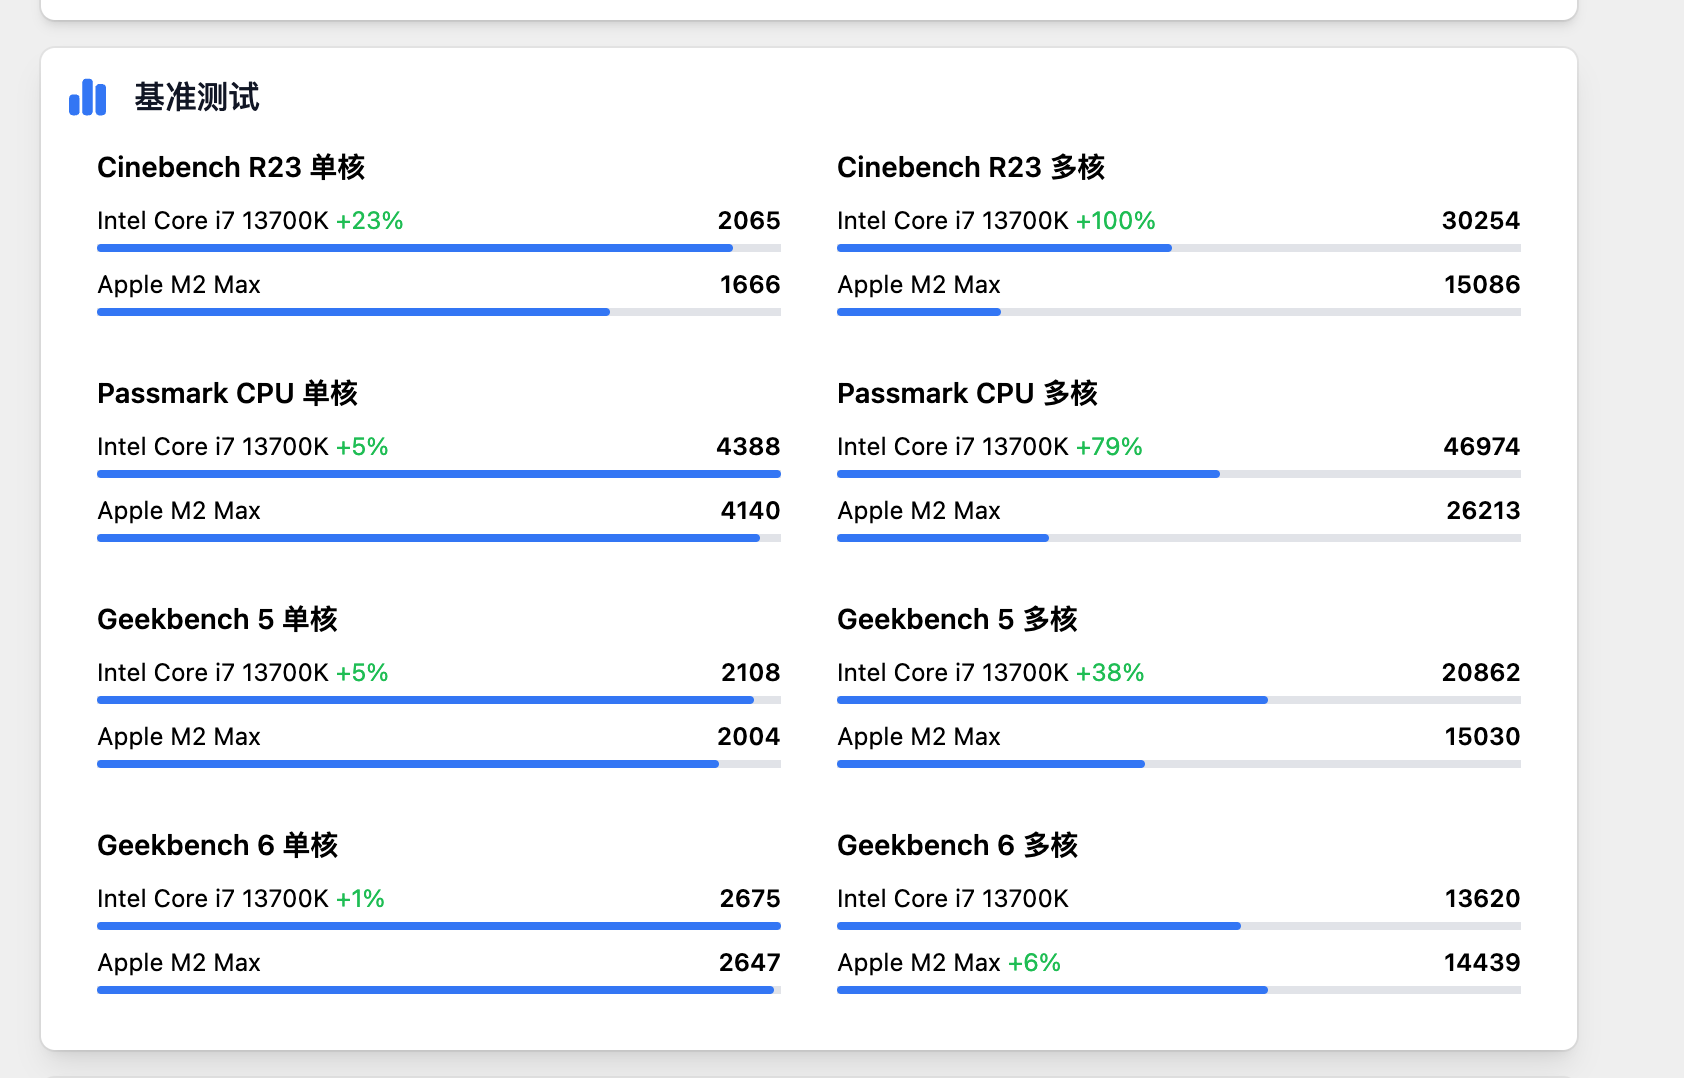 基准测试
Cinebench R23 单核
Intel Core i7 13700K +23% 2065
Apple M2 Max 1666
Cinebench R23 多核
Intel Core i7 13700K +100% 30254
Apple M2 Max 15086
Passmark CPU 单核
Intel Core i7 13700K +5% 4388
Apple M2 Max 4140
Passmark CPU 多核
Intel Core i7 13700K +79% 46974
Apple M2 Max 26213
Geekbench 5 单核
Intel Core i7 13700K +5% 2108
Apple M2 Max 2004
Geekbench 5 多核
Intel Core i7 13700K +38% 20862
Apple M2 Max 15030
Geekbench 6 单核
Intel Core i7 13700K +1% 2675
Apple M2 Max 2647
Geekbench 6 多核
Intel Core i7 13700K 13620
Apple M2 Max +6% 14439